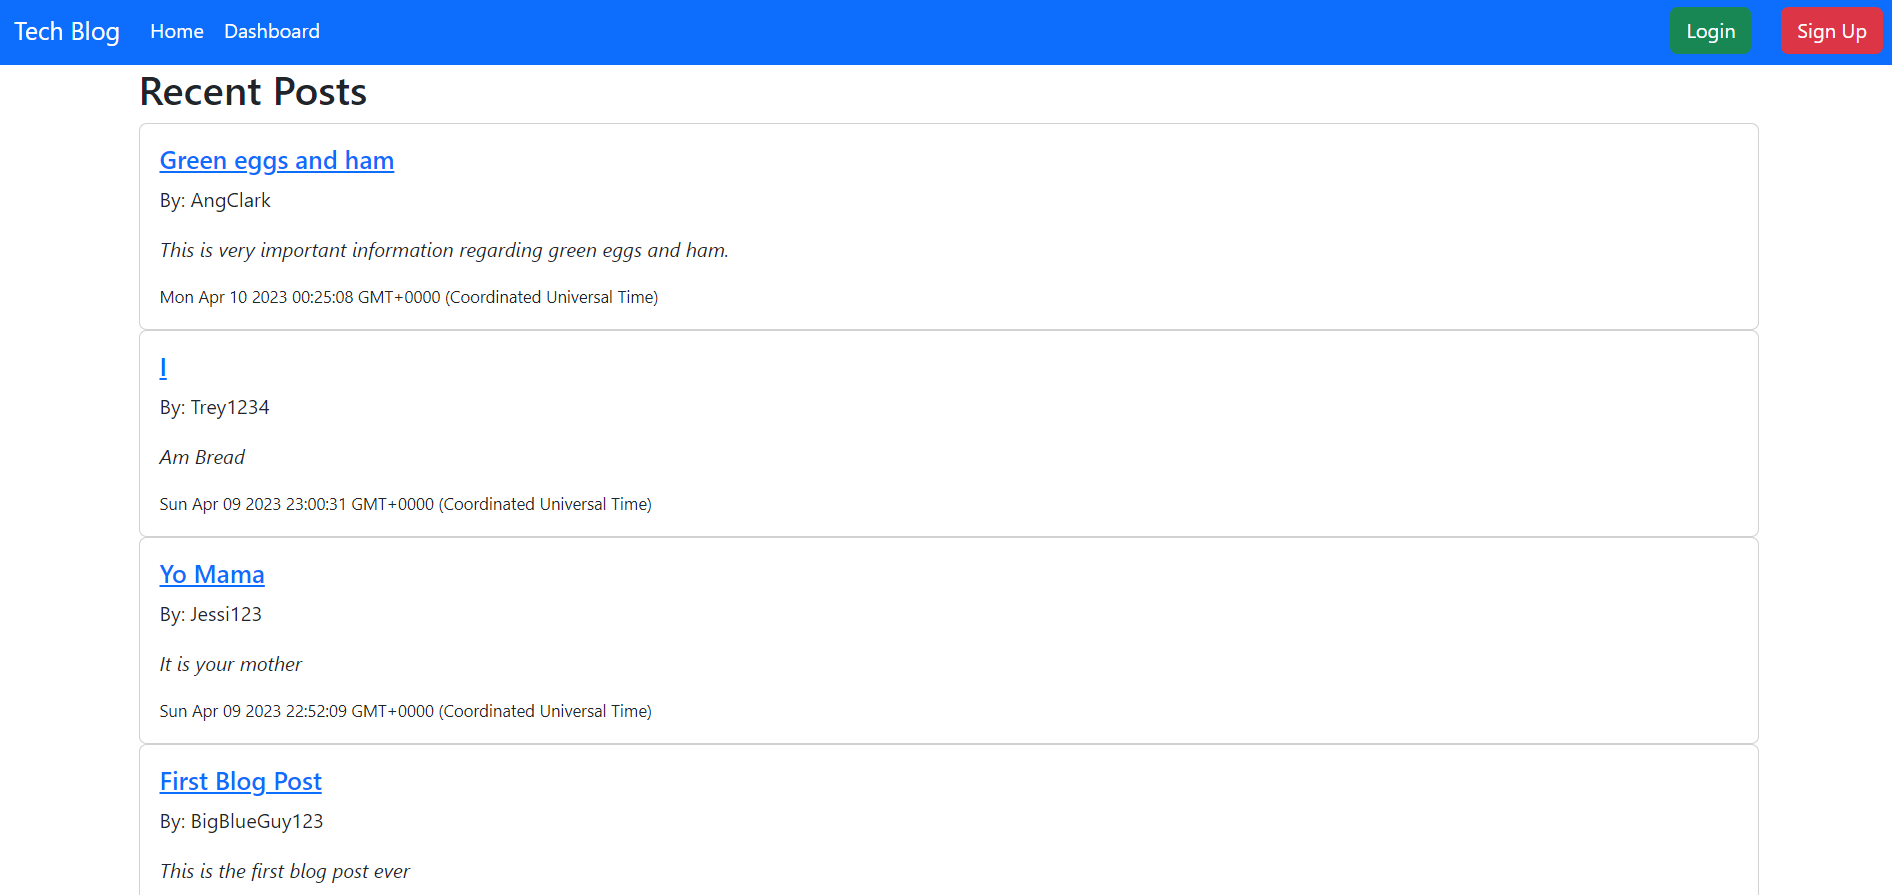 Tech Blog Home Dashboard Login Sign Up
Recent Posts
Green eggs and ham
By: AngClark
This is very important information regarding green eggs and ham.
Mon Apr 10 2023 00:25:08 GMT+0000 (Coordinated Universal Time)
I
By: Trey1234
Am Bread
Sun Apr 09 2023 23:00:31 GMT+0000 (Coordinated Universal Time)
Yo Mama
By: Jessi123
It is your mother
Sun Apr 09 2023 22:52:09 GMT+0000 (Coordinated Universal Time)
First Blog Post
By: BigBlueGuy123
This is the first blog post ever